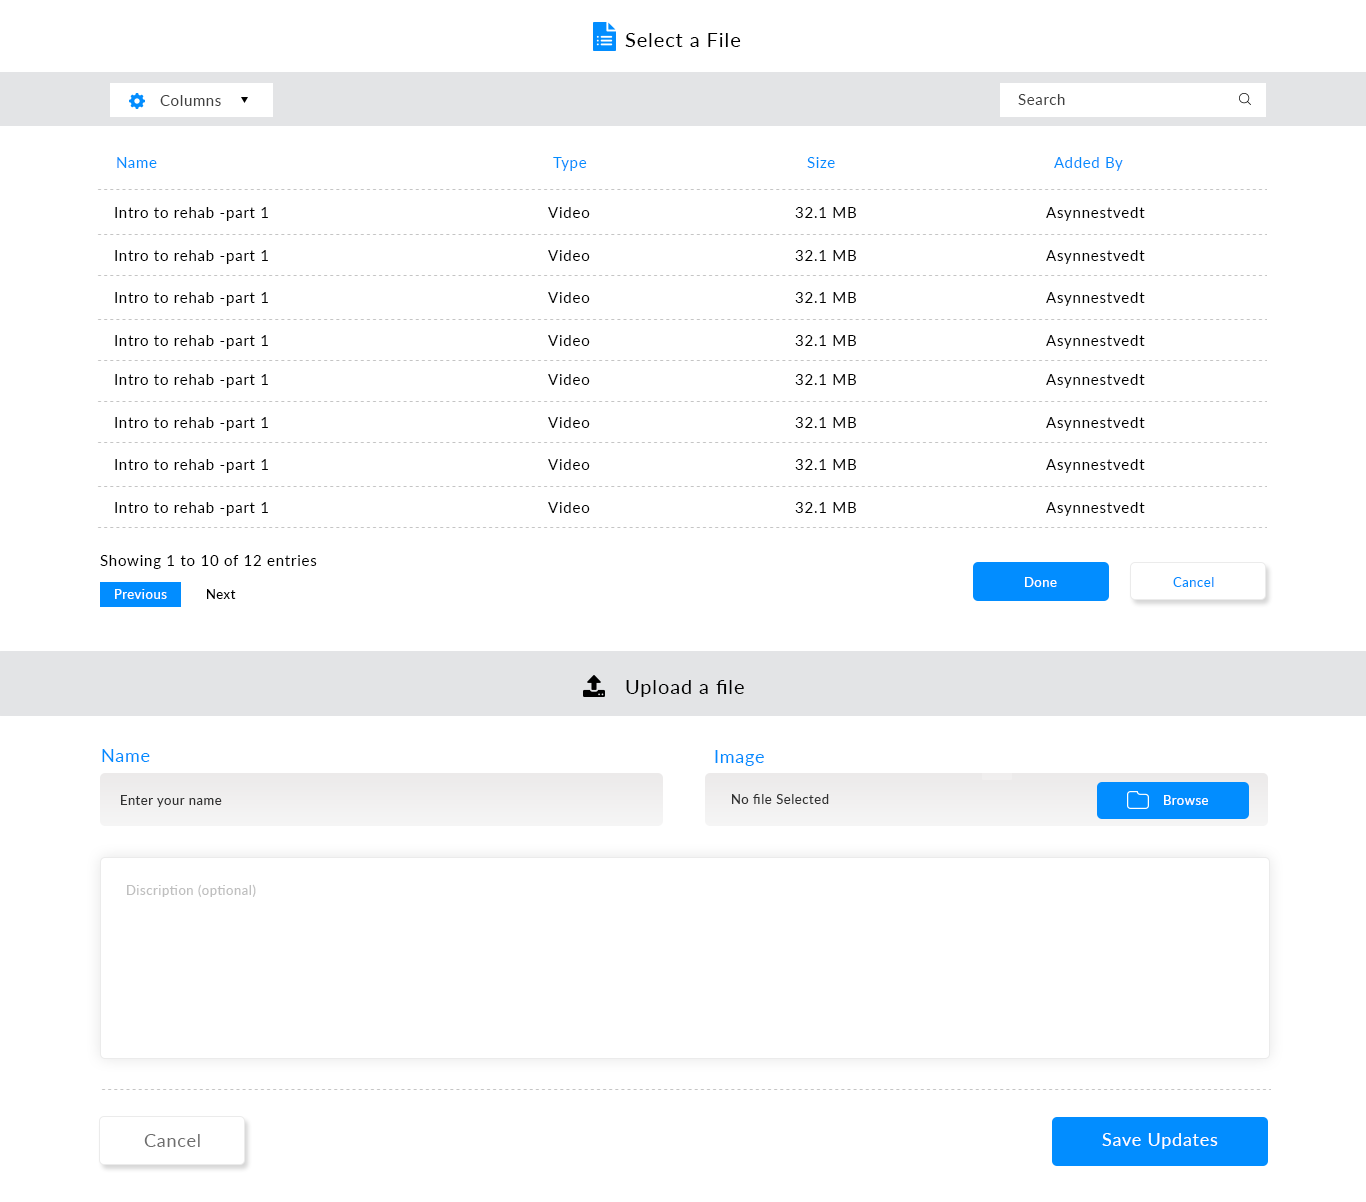 Select a File
Columns Search
Name Type Size Added By
Intro to rehab -part 1 Video 32.1 MB Asynnestvedt
Intro to rehab -part 1 Video 32.1 MB Asynnestvedt
Intro to rehab -part 1 Video 32.1 MB Asynnestvedt
Intro to rehab -part 1 Video 32.1 MB Asynnestvedt
Intro to rehab -part 1 Video 32.1 MB Asynnestvedt
Intro to rehab -part 1 Video 32.1 MB Asynnestvedt
Intro to rehab -part 1 Video 32.1 MB Asynnestvedt
Intro to rehab -part 1 Video 32.1 MB Asynnestvedt
Showing 1 to 10 of 12 entries
Previous Next Done Cancel
Upload a file
Name Image
Enter your name No file Selected Browse
Discription (optional)
Cancel Save Updates